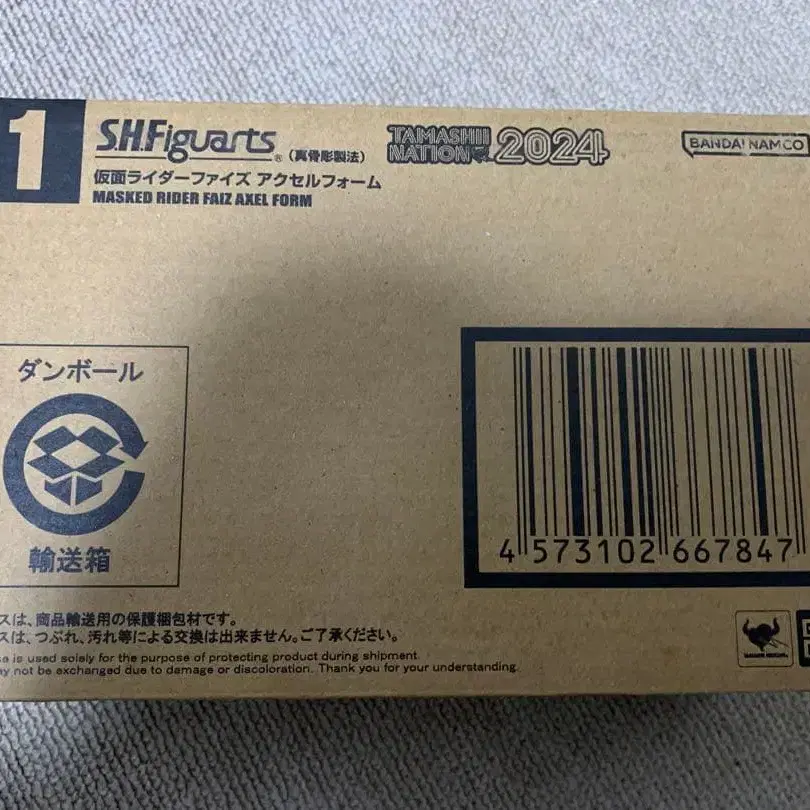 1
S.H.Figuarts ® (真骨彫製法)
TAMASHII
NATION 2024
BANDAI NAMCO
仮面ライダーファイズ アクセルフォーム
MASKED RIDER FAIZ AXEL FORM
ダンボール
輸送箱
4 573102 667847
スは、商品輸送用の保護梱包材です。
スは、つぶれ、汚れ等による交換は出来ません。ご了承ください。
se is used solely for the purpose of protecting product during shipment.
ay not be exchanged due to damage or discoloration. Thank you for your understanding.
TAMASHII NATIONS